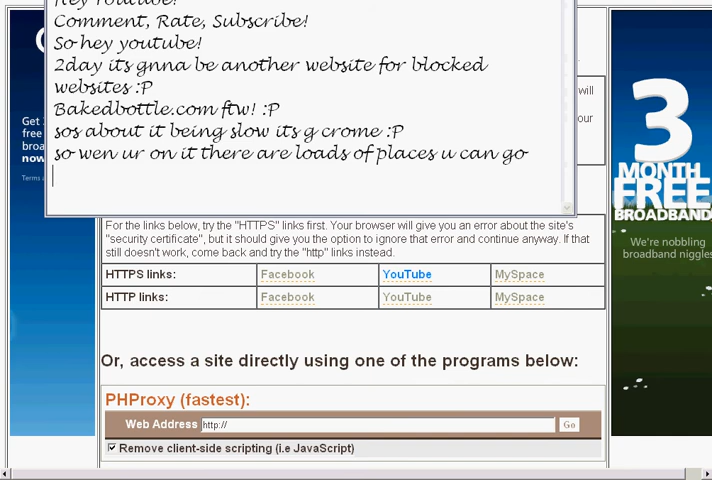 Hey Youtube!
Comment, Rate, Subscribe!
So hey youtube!
2day its gnna be another website for blocked
websites :P
Bakedbottle.com ftw! :P
sos about it being slow its g crome :P
so wen ur on it there are loads of places u can go
will
our
Get
free
broa
now
Terms a
3
MONTH
FREE
BROADBAND
We're nobbling
broadband niggles
For the links below, try the "HTTPS" links first. Your browser will give you an error about the site's
"security certificate", but it should give you the option to ignore that error and continue anyway. If that
still doesn't work, come back and try the "http" links instead.
HTTPS links: Facebook YouTube MySpace
HTTP links: Facebook YouTube MySpace
Or, access a site directly using one of the programs below:
PHProxy (fastest):
Web Address http:// Go
Remove client-side scripting (i.e JavaScript)